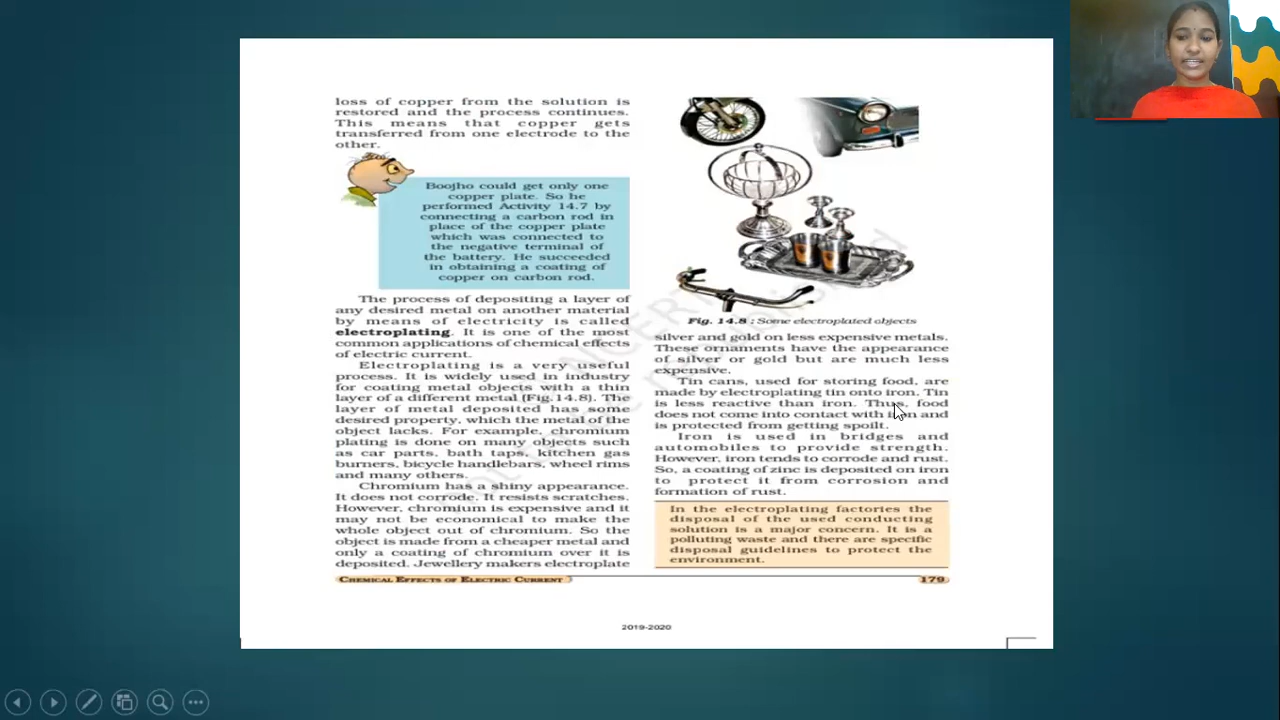 loss of copper from the solution is
restored and the process continues.
This means that copper gets
transferred from one electrode to the
other.
Boojho could get only one
copper plate. So he
performed Activity 14.7 by
connecting a carbon rod in
place of the copper plate
which was connected to
the negative terminal of
the battery. He succeeded
in obtaining a coating of
copper on carbon rod.
The process of depositing a layer of
any desired metal on another material
by means of electricity is called
electroplating. It is one of the most
common applications of chemical effects
of electric current.
Electroplating is a very useful
process. It is widely used in industry
for coating metal objects with a thin
layer of a different metal (Fig.14.8). The
layer of metal deposited has some
desired property, which the metal of the
object lacks. For example, chromium
plating is done on many objects such
as car parts, bath taps, kitchen gas
burners, bicycle handlebars, wheel rims
and many others.
Chromium has a shiny appearance.
It does not corrode. It resists scratches.
However, chromium is expensive and it
may not be economical to make the
whole object out of chromium. So the
object is made from a cheaper metal and
only a coating of chromium over it is
deposited. Jewellery makers electroplate
Fig. 14.8 : Some electroplated objects
silver and gold on less expensive metals.
These ornaments have the appearance
of silver or gold but are much less
expensive.
Tin cans, used for storing food, are
made by electroplating tin onto iron. Tin
is less reactive than iron. Thus, food
does not come into contact with iron and
is protected from getting spoilt.
Iron is used in bridges and
automobiles to provide strength.
However, iron tends to corrode and rust.
So, a coating of zinc is deposited on iron
to protect it from corrosion and
formation of rust.
In the electroplating factories the
disposal of the used conducting
solution is a major concern. It is a
polluting waste and there are specific
disposal guidelines to protect the
environment.
CHEMICAL EFFECTS OF ELECTRIC CURRENT
179
2019-2020